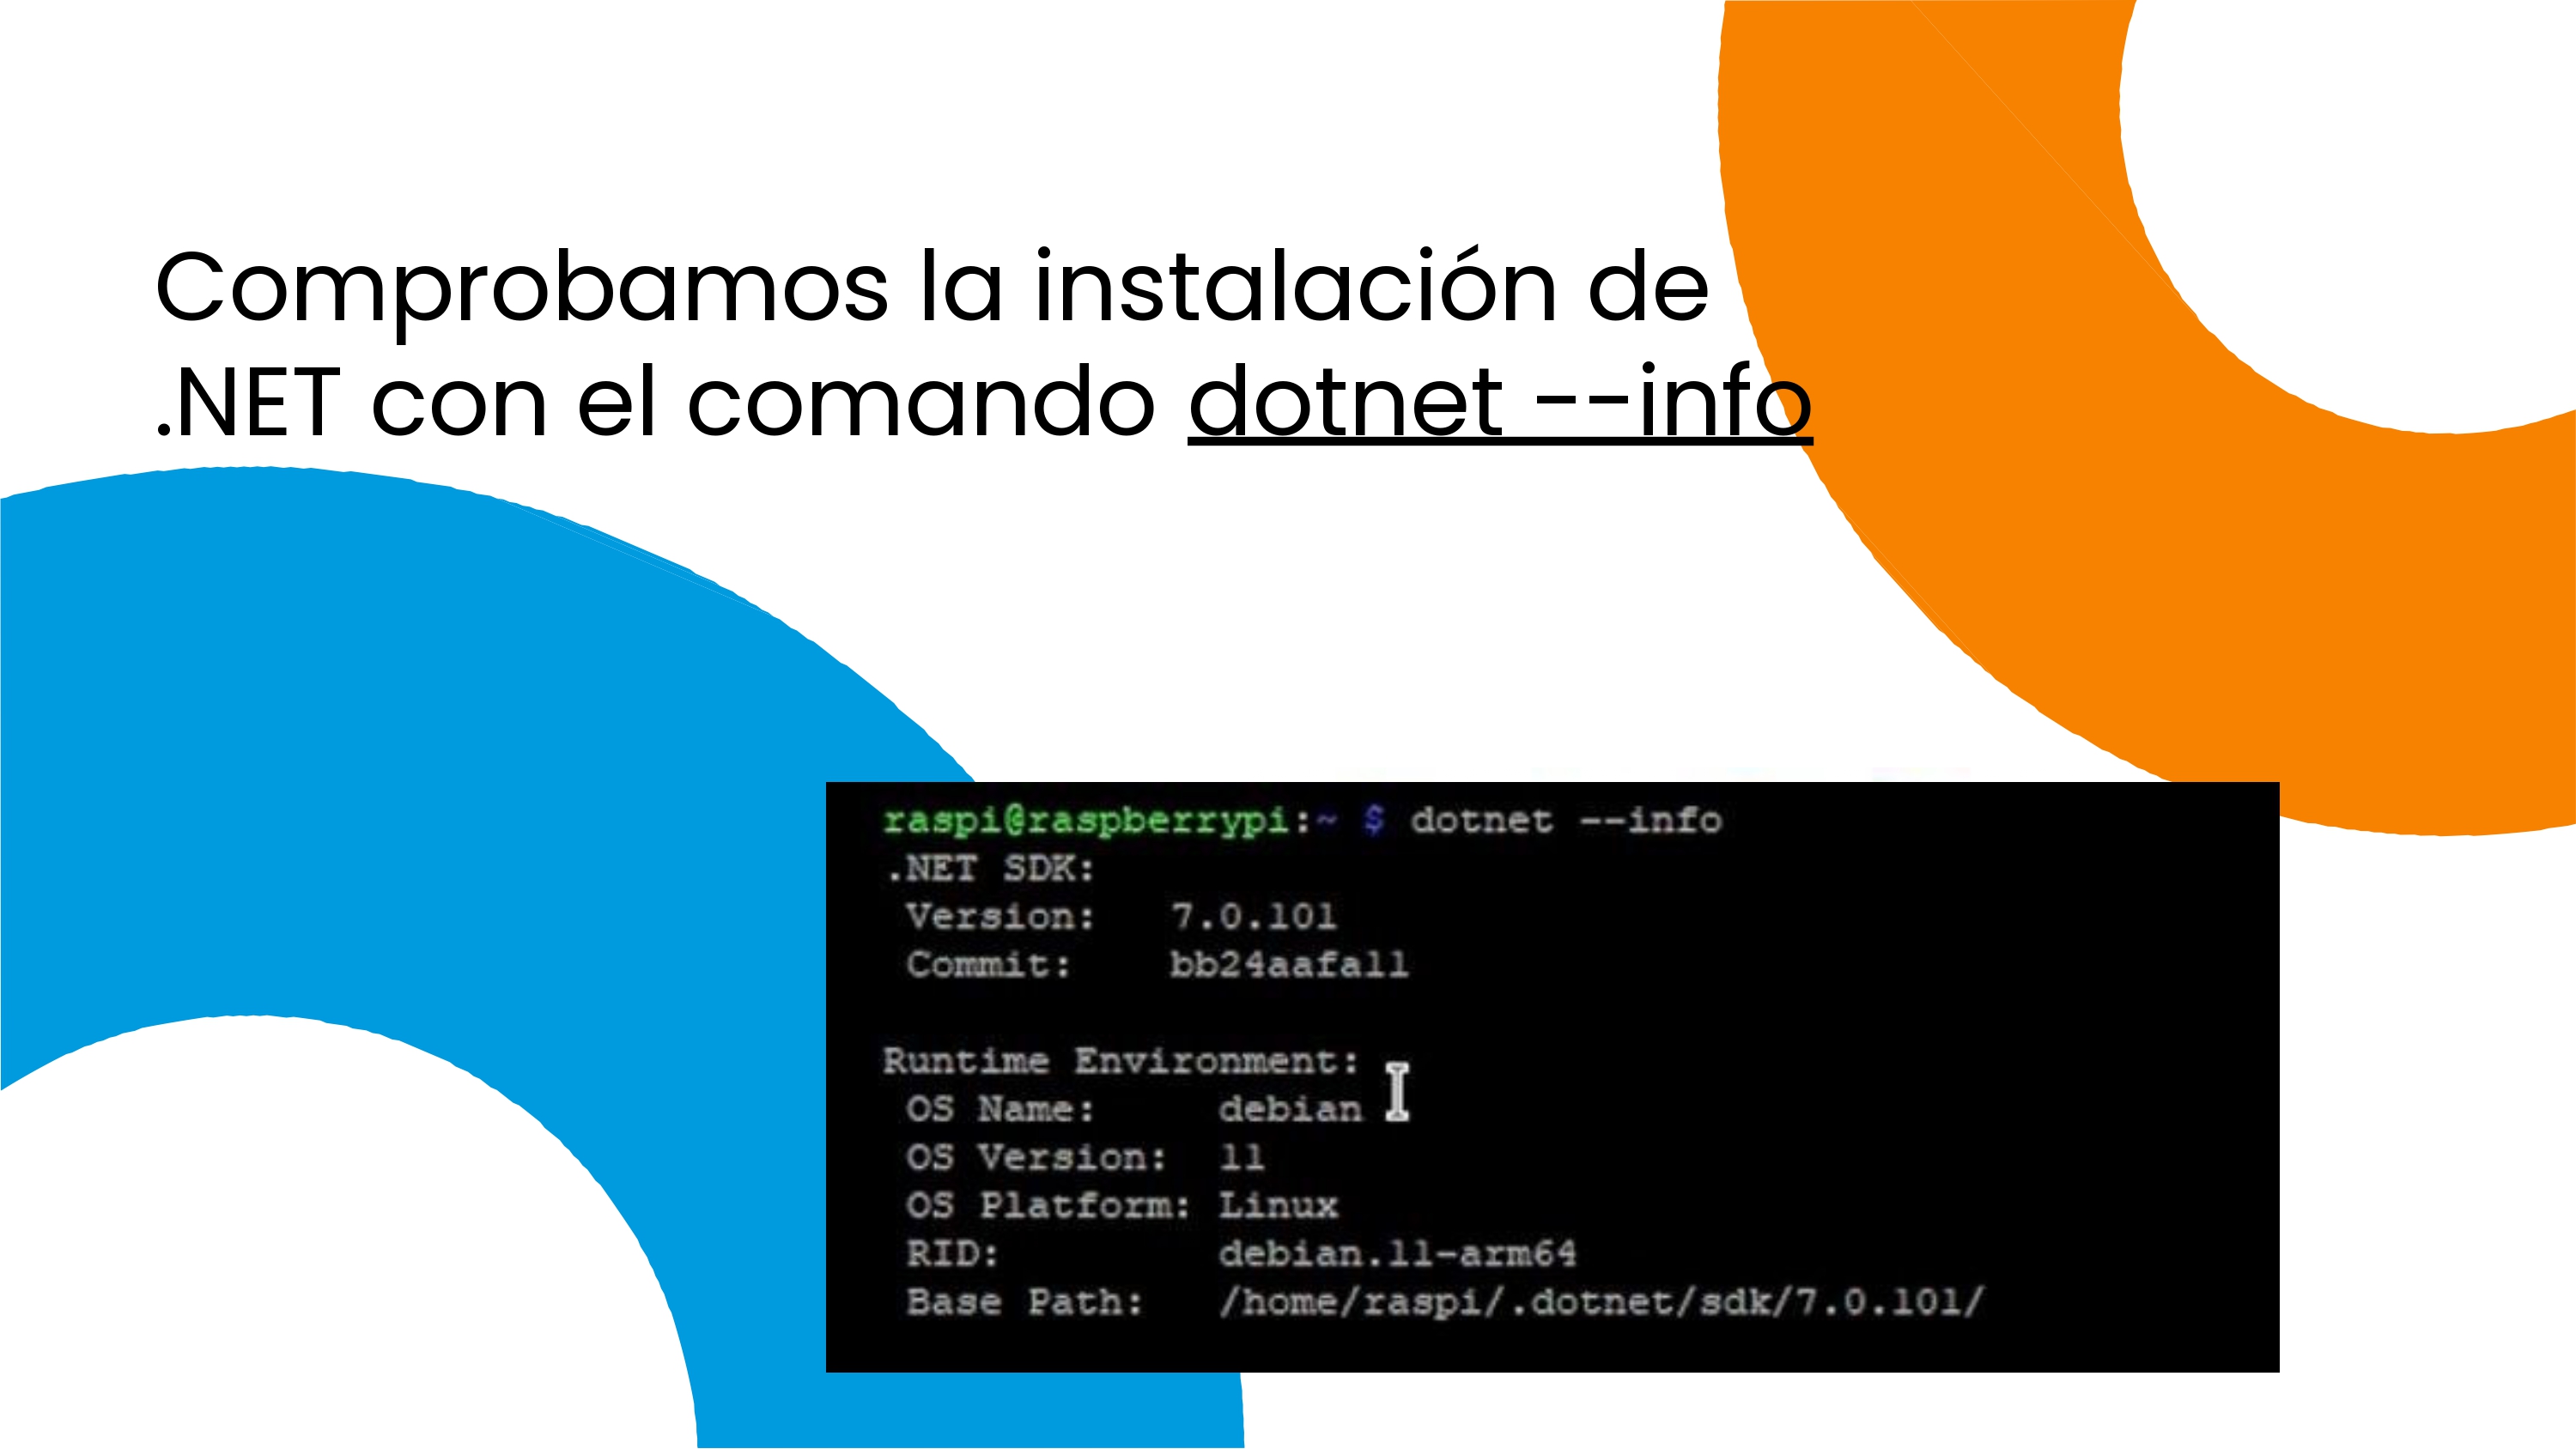 Comprobamos la instalación de
.NET con el comando dotnet --info
raspi@raspberrypi:~ $ dotnet --info
.NET SDK:
Version: 7.0.101
Commit: bb24aafa11
Runtime Environment:
OS Name: debian
OS Version: 11
OS Platform: Linux
RID: debian.11-arm64
Base Path: /home/raspi/.dotnet/sdk/7.0.101/